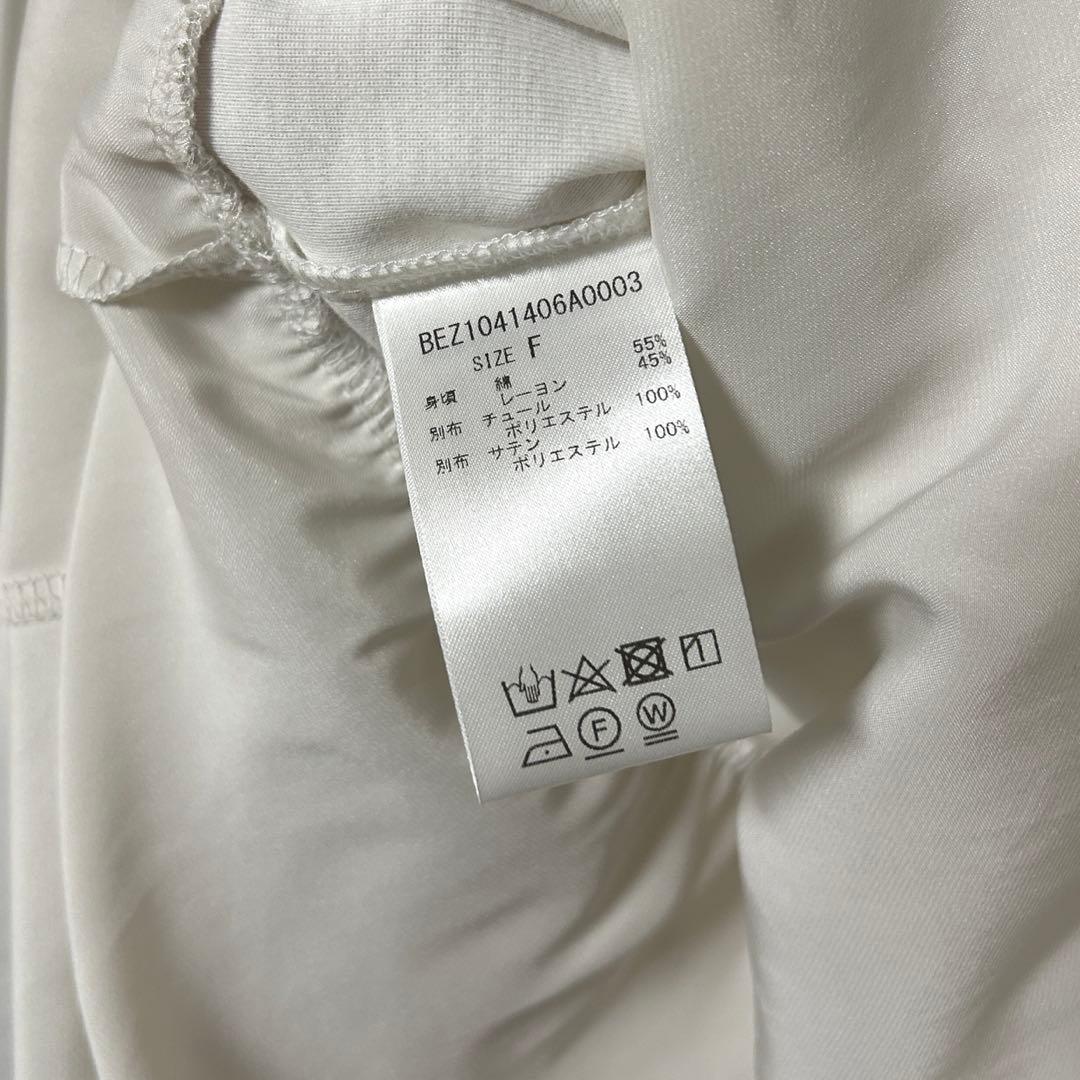 BEZ1041406A0003
SIZE F
身頃 綿 55%
レーヨン 45%
別布 チュール
ポリエステル 100%
別布 サテン
ポリエステル 100%
F W